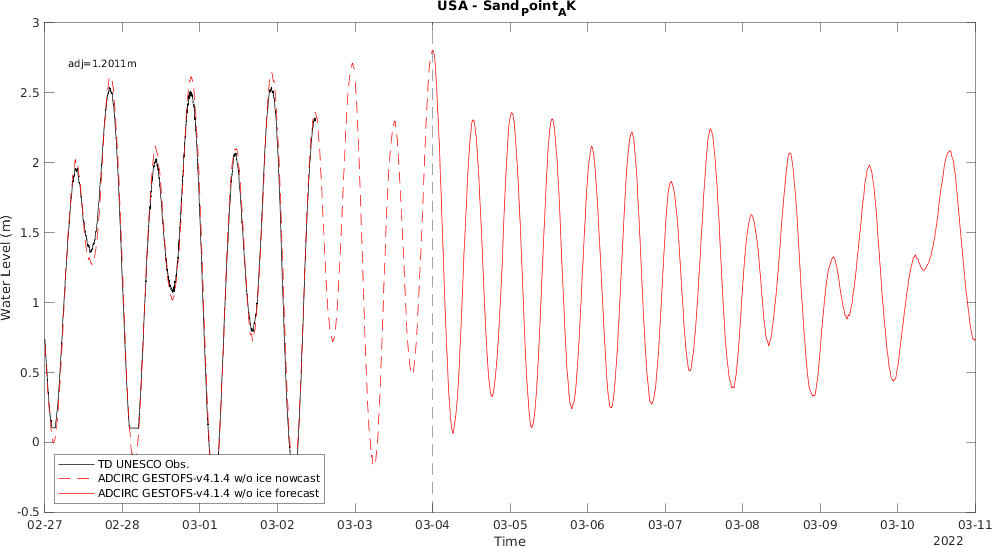 USA - SandPointAK
adj=1.2011m
3
2.5
2
1.5
1
0.5
0
-0.5
Water Level (m)
TD UNESCO Obs.
ADCIRC GESTOFS-v4.1.4 w/o ice nowcast
ADCIRC GESTOFS-v4.1.4 w/o ice forecast
02-27 02-28 03-01 03-02 03-03 03-04 03-05 03-06 03-07 03-08 03-09 03-10 03-11
Time
2022